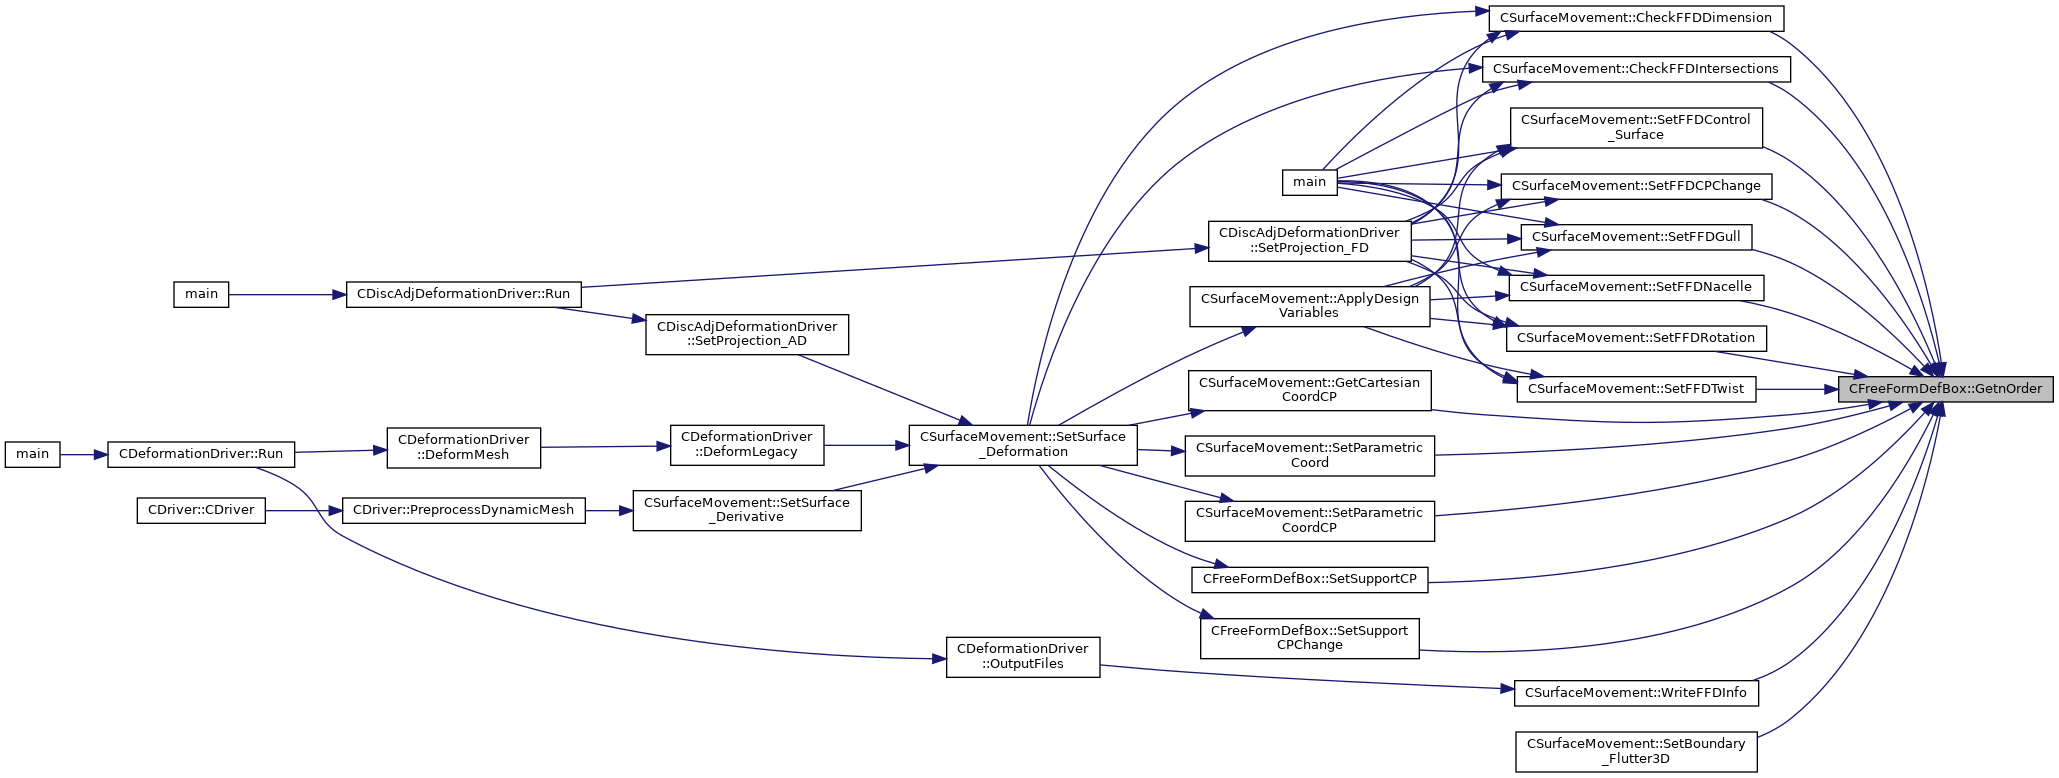 CSurfaceMovement::CheckFFDDimension
CSurfaceMovement::CheckFFDIntersections
CSurfaceMovement::SetFFDControl
_Surface
main
CSurfaceMovement::SetFFDCPChange
CDiscAdjDeformationDriver
::SetProjection_FD
CSurfaceMovement::SetFFDGull
main
CDiscAdjDeformationDriver::Run
CSurfaceMovement::ApplyDesign
Variables
CSurfaceMovement::SetFFDNacelle
CDiscAdjDeformationDriver
::SetProjection_AD
CSurfaceMovement::SetFFDRotation
CSurfaceMovement::GetCartesian
CoordCP
CSurfaceMovement::SetFFDTwist
CFreeFormDefBox::GetnOrder
main
CDeformationDriver::Run
CDeformationDriver
::DeformMesh
CDeformationDriver
::DeformLegacy
CSurfaceMovement::SetSurface
_Deformation
CSurfaceMovement::SetParametric
Coord
CDriver::CDriver
CDriver::PreprocessDynamicMesh
CSurfaceMovement::SetSurface
_Derivative
CSurfaceMovement::SetParametric
CoordCP
CFreeFormDefBox::SetSupportCP
CFreeFormDefBox::SetSupport
CPChange
CDeformationDriver
::OutputFiles
CSurfaceMovement::WriteFFDInfo
CSurfaceMovement::SetBoundary
_Flutter3D